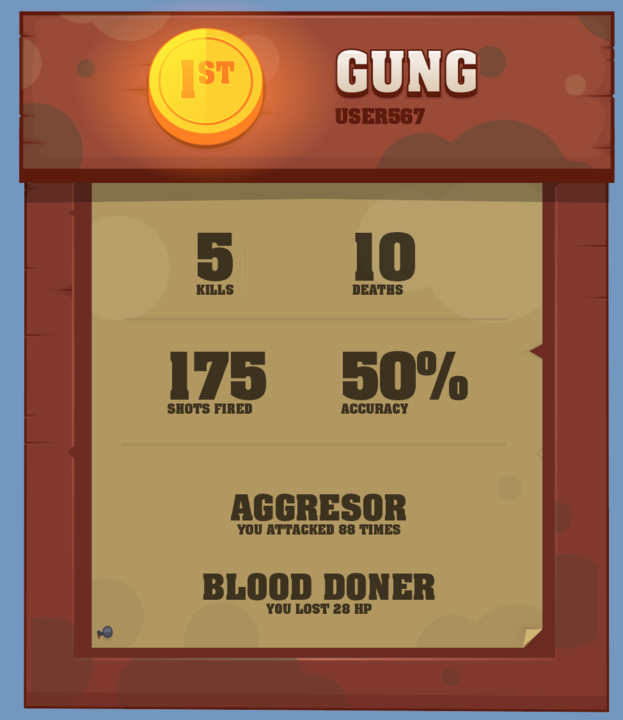 1ST
GUNG
USER567
5 10
KILLS DEATHS
175 50%
SHOTS FIRED ACCURACY
AGGRESOR
YOU ATTACKED 88 TIMES
BLOOD DONER
YOU LOST 28 HP